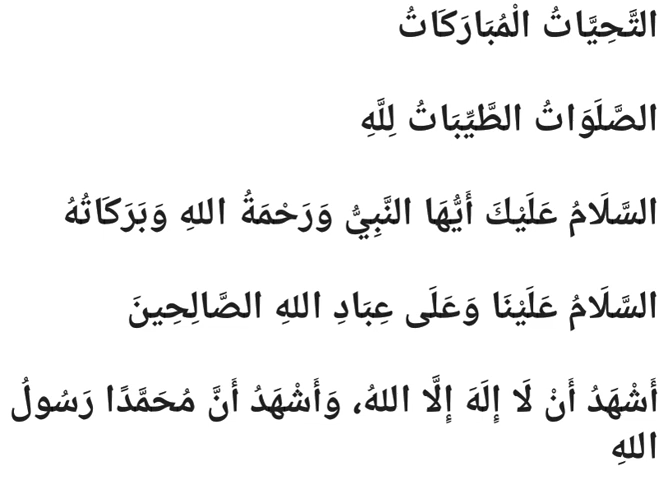 التَّحِيَّاتُ الْمُبَارَكَاتُ
الصَّلَوَاتُ الطَّيِّبَاتُ لِلَّهِ
السَّلَامُ عَلَيْكَ أَيُّهَا النَّبِيُّ وَرَحْمَةُ اللهِ وَبَرَكَاتُهُ
السَّلَامُ عَلَيْنَا وَعَلَى عِبَادِ اللهِ الصَّالِحِينَ
أَشْهَدُ أَنْ لَا إِلَهَ إِلَّا اللهُ، وَأَشْهَدُ أَنَّ مُحَمَّدًا رَسُولُ
اللهِ